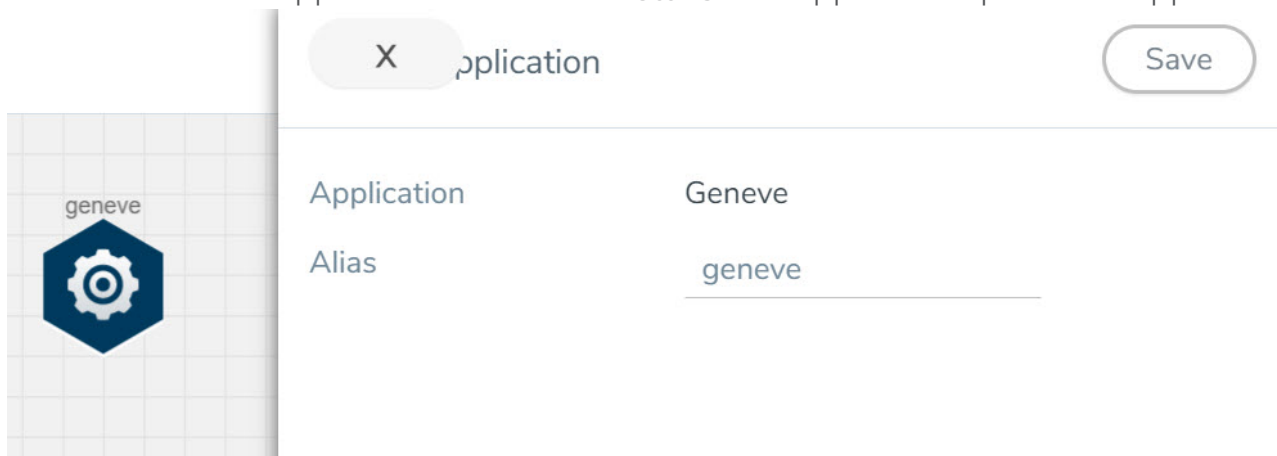 X pplication
Save
geneve
Application Geneve
Alias geneve